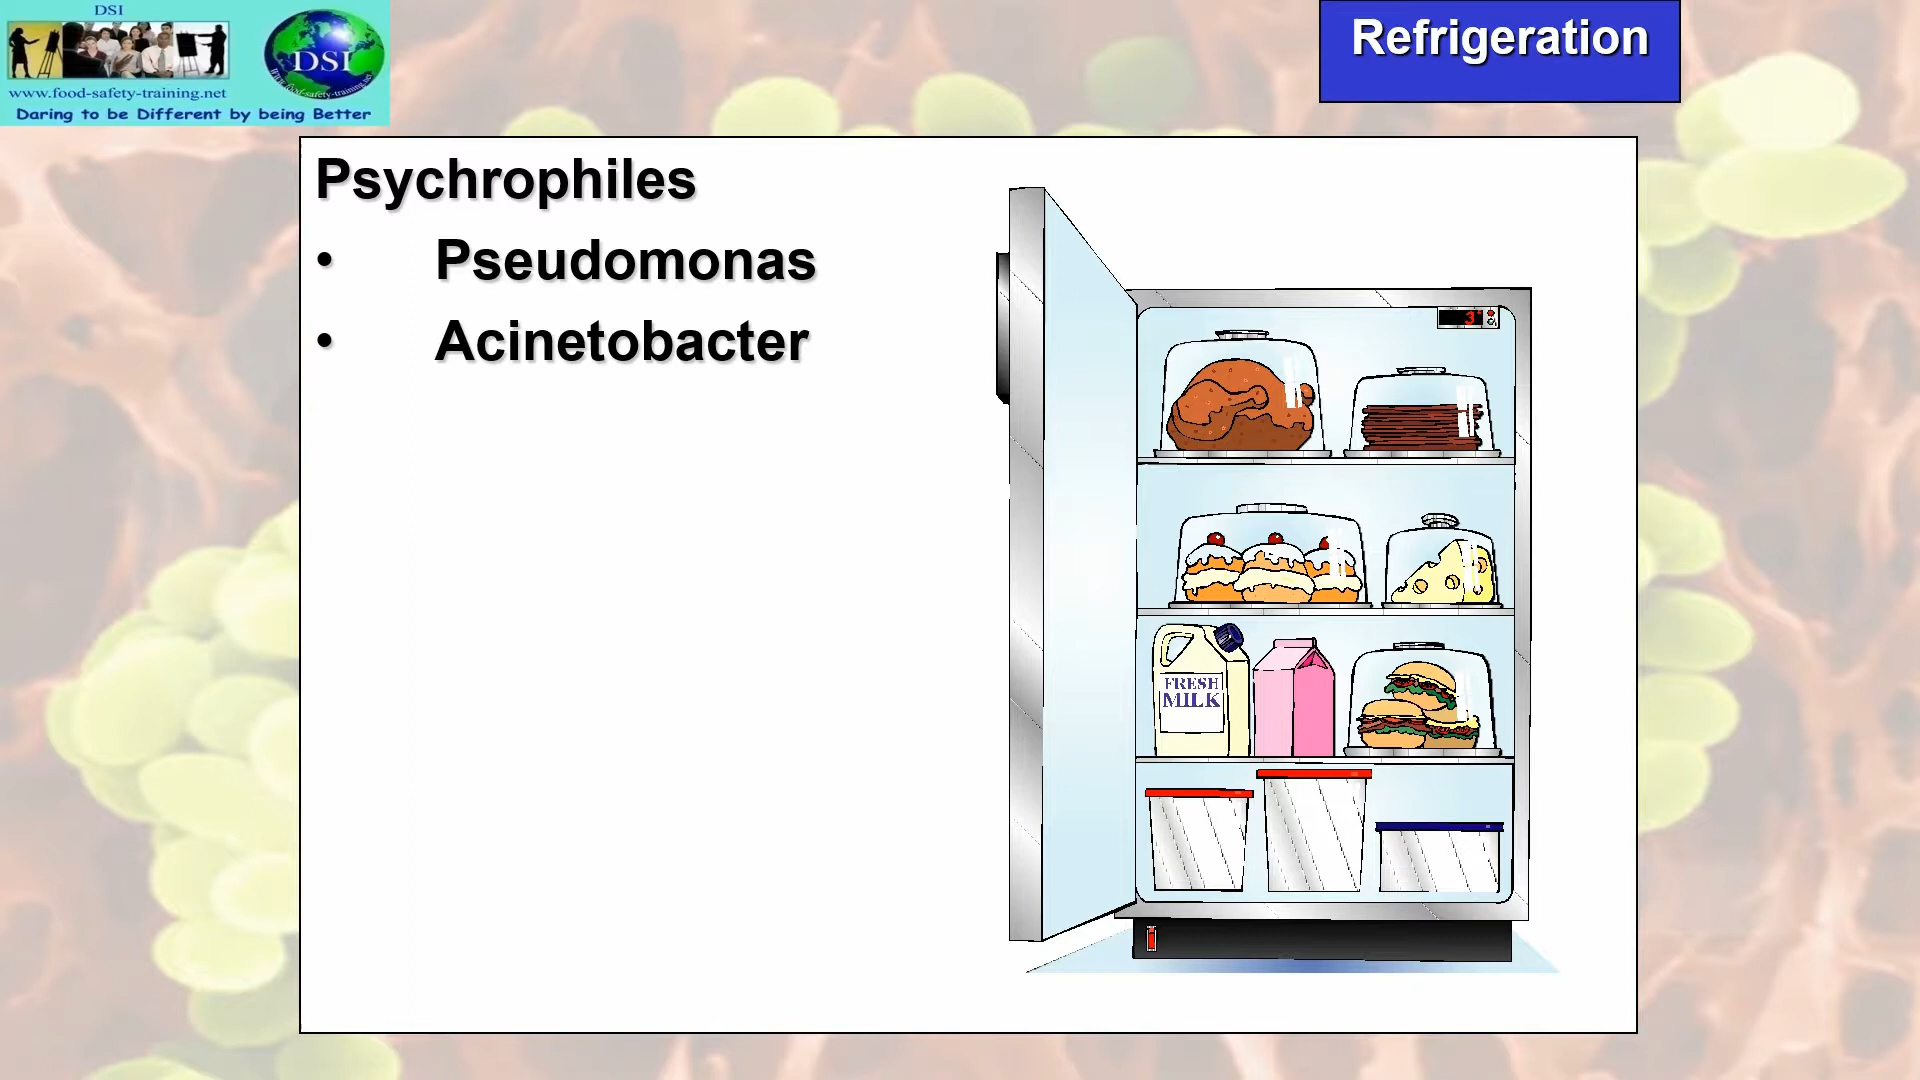 DSI
DSI
www.food-safety-training.net
Daring to be Different by being Better
Refrigeration
Psychrophiles
• Pseudomonas
• Acinetobacter
3°
FRESH
MILK